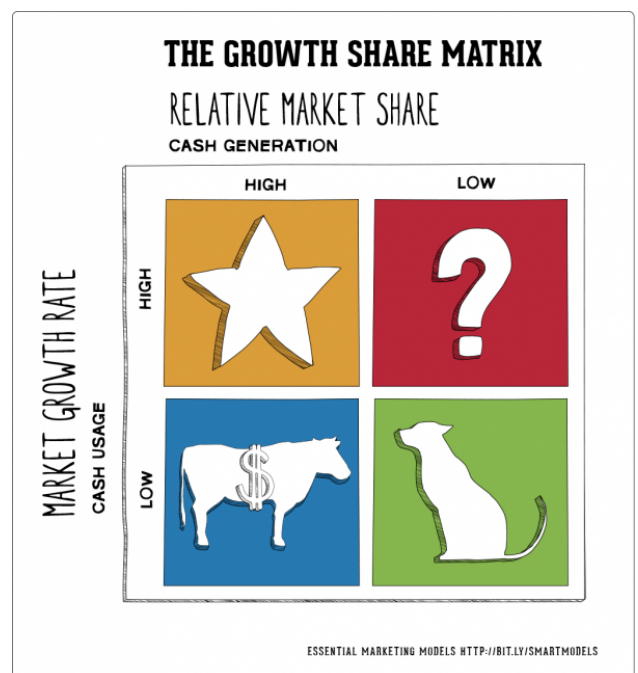 THE GROWTH SHARE MATRIX
RELATIVE MARKET SHARE
CASH GENERATION
HIGH
LOW
MARKET GROWTH RATE
CASH USAGE
HIGH
LOW
?
$
ESSENTIAL MARKETING MODELS HTTP://BIT.LY/SMARTMODELS